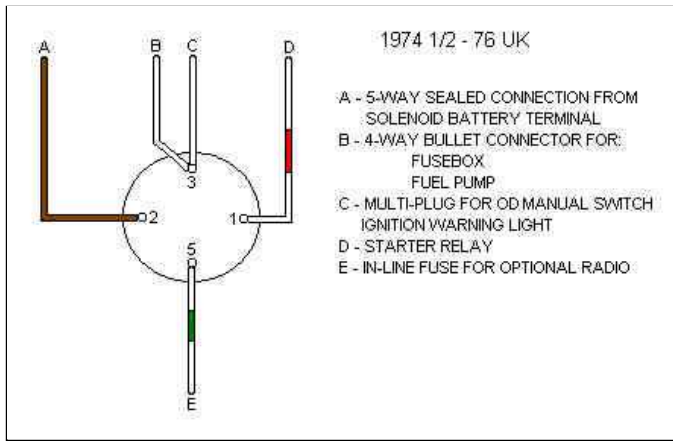 A
B
C
D
1974 1/2 - 76 UK
A - 5-WAY SEALED CONNECTION FROM
SOLENOID BATTERY TERMINAL
B - 4-WAY BULLET CONNECTOR FOR:
FUSEBOX
FUEL PUMP
C - MULTI-PLUG FOR OD MANUAL SWITCH
IGNITION WARNING LIGHT
D - STARTER RELAY
E - IN-LINE FUSE FOR OPTIONAL RADIO
3
2
1
5
E